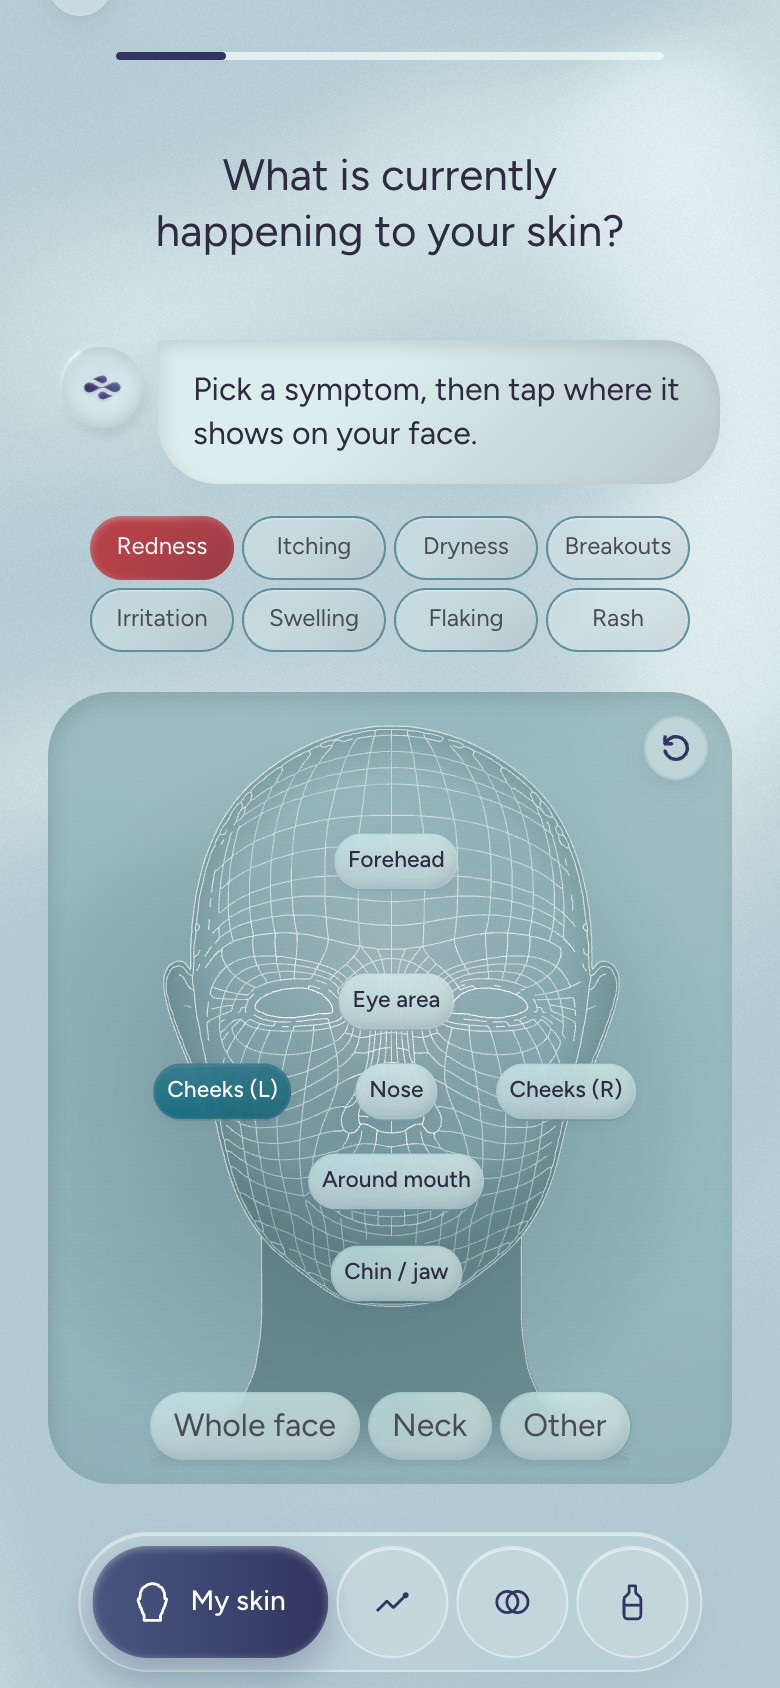 What is currently
happening to your skin?
Pick a symptom, then tap where it
shows on your face.
Redness
Itching
Dryness
Breakouts
Irritation
Swelling
Flaking
Rash
Forehead
Eye area
Cheeks (L)
Nose
Cheeks (R)
Around mouth
Chin / jaw
Whole face
Neck
Other
My skin